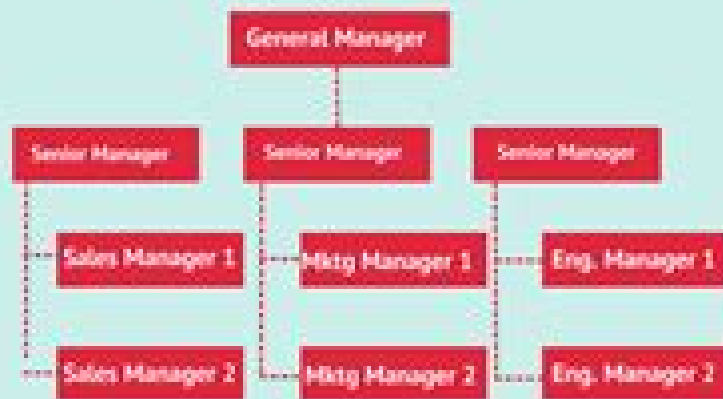 General Manager
Senior Manager
Senior Manager
Senior Manager
Sales Manager 1
Mktg Manager 1
Eng. Manager 1
Sales Manager 2
Mktg Manager 2
Eng. Manager 2